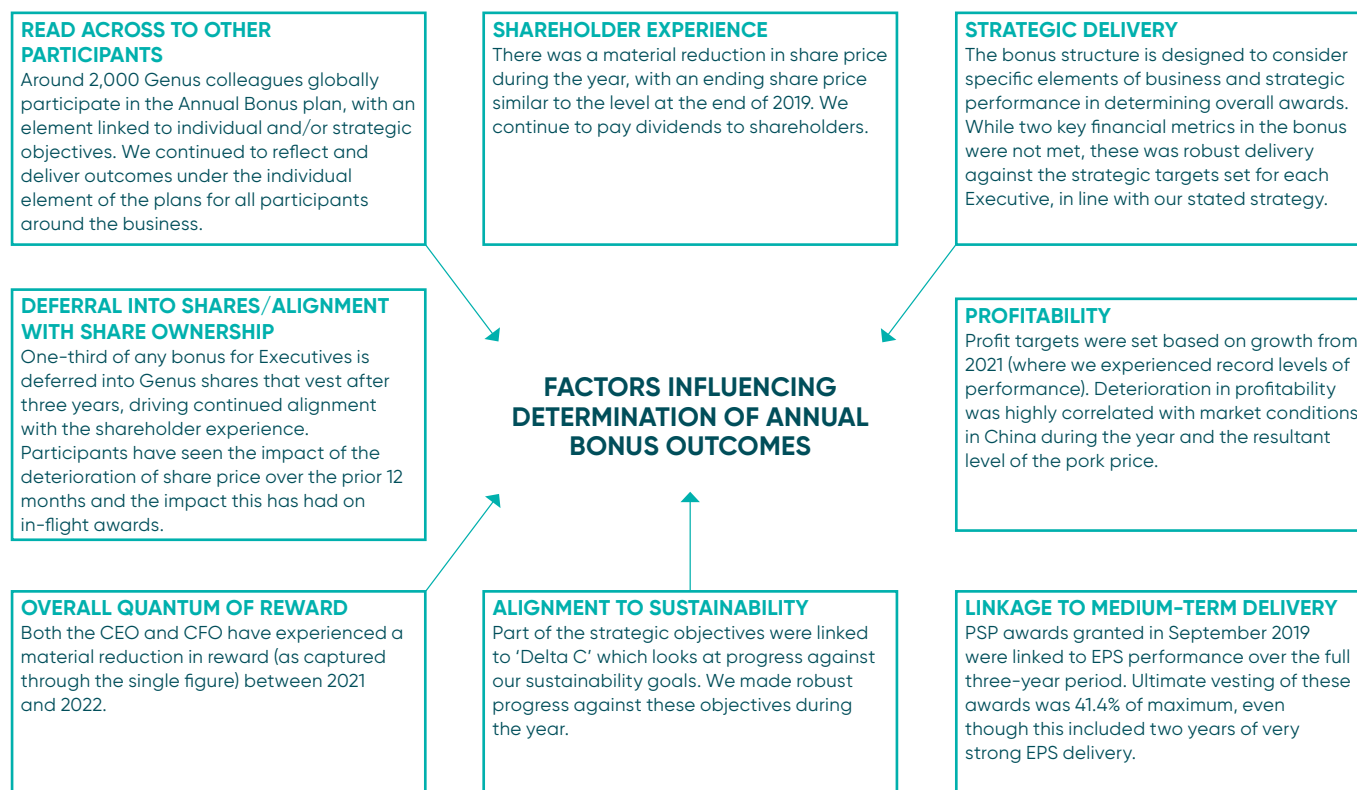 READ ACROSS TO OTHER
PARTICIPANTS
Around 2,000 Genus colleagues globally
participate in the Annual Bonus plan, with an
element linked to individual and/or strategic
objectives. We continued to reflect and
deliver outcomes under the individual
element of the plans for all participants
around the business.
SHAREHOLDER EXPERIENCE
There was a material reduction in share price
during the year, with an ending share price
similar to the level at the end of 2019. We
continue to pay dividends to shareholders.
STRATEGIC DELIVERY
The bonus structure is designed to consider
specific elements of business and strategic
performance in determining overall awards.
While two key financial metrics in the bonus
were not met, these was robust delivery
against the strategic targets set for each
Executive, in line with our stated strategy.
DEFERRAL INTO SHARES/ALIGNMENT
WITH SHARE OWNERSHIP
One-third of any bonus for Executives is
deferred into Genus shares that vest after
three years, driving continued alignment
with the shareholder experience.
Participants have seen the impact of the
deterioration of share price over the prior 12
months and the impact this has had on
in-flight awards.
FACTORS INFLUENCING
DETERMINATION OF ANNUAL
BONUS OUTCOMES
PROFITABILITY
Profit targets were set based on growth from
2021 (where we experienced record levels of
performance). Deterioration in profitability
was highly correlated with market conditions
in China during the year and the resultant
level of the pork price.
OVERALL QUANTUM OF REWARD
Both the CEO and CFO have experienced a
material reduction in reward (as captured
through the single figure) between 2021
and 2022.
ALIGNMENT TO SUSTAINABILITY
Part of the strategic objectives were linked
to ‘Delta C’ which looks at progress against
our sustainability goals. We made robust
progress against these objectives during
the year.
LINKAGE TO MEDIUM-TERM DELIVERY
PSP awards granted in September 2019
were linked to EPS performance over the full
three-year period. Ultimate vesting of these
awards was 41.4% of maximum, even
though this included two years of very
strong EPS delivery.